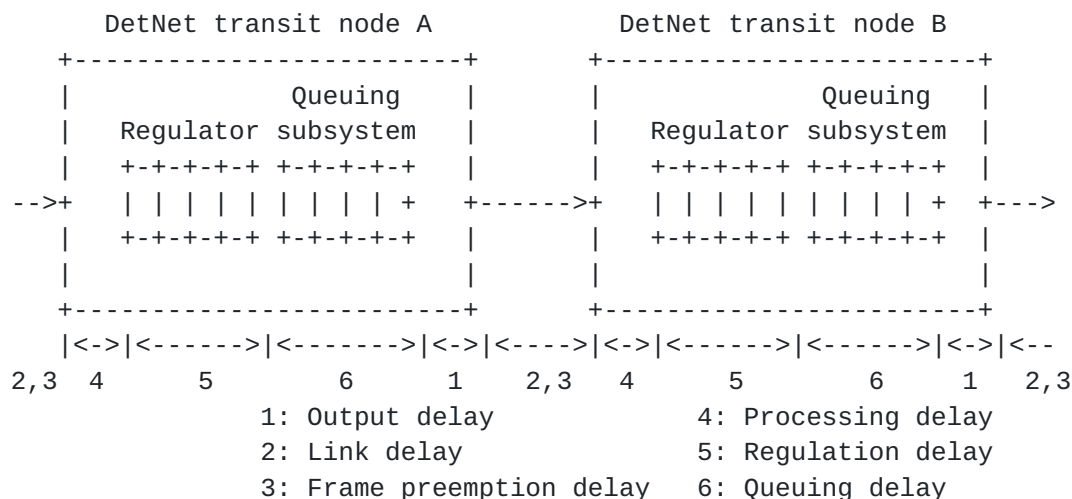 DetNet transit node A            DetNet transit node B
   +-------------------------+       +------------------------+
   |              Queuing    |       |              Queuing   |
   |   Regulator subsystem   |       |   Regulator subsystem  |
   |   +-+-+-+-+ +-+-+-+-+   |       |   +-+-+-+-+ +-+-+-+-+  |
-->+   | | | | | | | | | +   +------>+   | | | | | | | | | +  +--->
   |   +-+-+-+-+ +-+-+-+-+   |       |   +-+-+-+-+ +-+-+-+-+  |
   |                         |       |                        |
   +-------------------------+       +------------------------+
   |<->|<------>|<------->|<->|<---->|<->|<------>|<------>|<->|<--
2,3  4      5        6      1    2,3   4      5        6     1   2,3
                1: Output delay             4: Processing delay
                2: Link delay               5: Regulation delay
                3: Frame preemption delay   6: Queuing delay